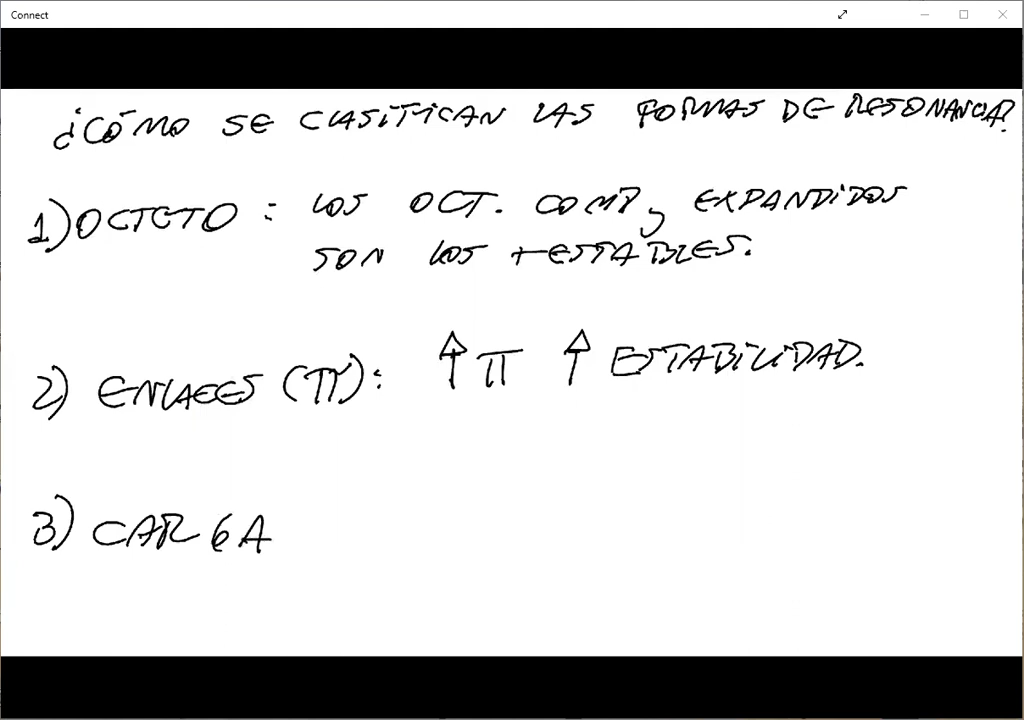 Connect
¿CÓMO SE CLASIFICAN LAS FORMAS DE RESONANCIA?
1) OCTETO : LOS OCT. COMP, EXPANDIDOS
SON LOS + ESTABLES.
2) ENLACES (π): ↑ π ↑ ESTABILIDAD.
3) CARGA